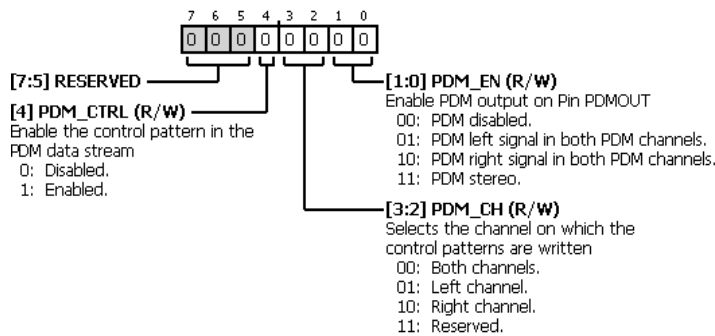 7 6 5 4 3 2 1 0
0 0 0 0 0 0 0 0
[7:5] RESERVED
[4] PDM_CTRL (R/W)
Enable the control pattern in the
PDM data stream
0: Disabled.
1: Enabled.
[1:0] PDM_EN (R/W)
Enable PDM output on Pin PDMOUT
00: PDM disabled.
01: PDM left signal in both PDM channels.
10: PDM right signal in both PDM channels.
11: PDM stereo.
[3:2] PDM_CH (R/W)
Selects the channel on which the
control patterns are written
00: Both channels.
01: Left channel.
10: Right channel.
11: Reserved.